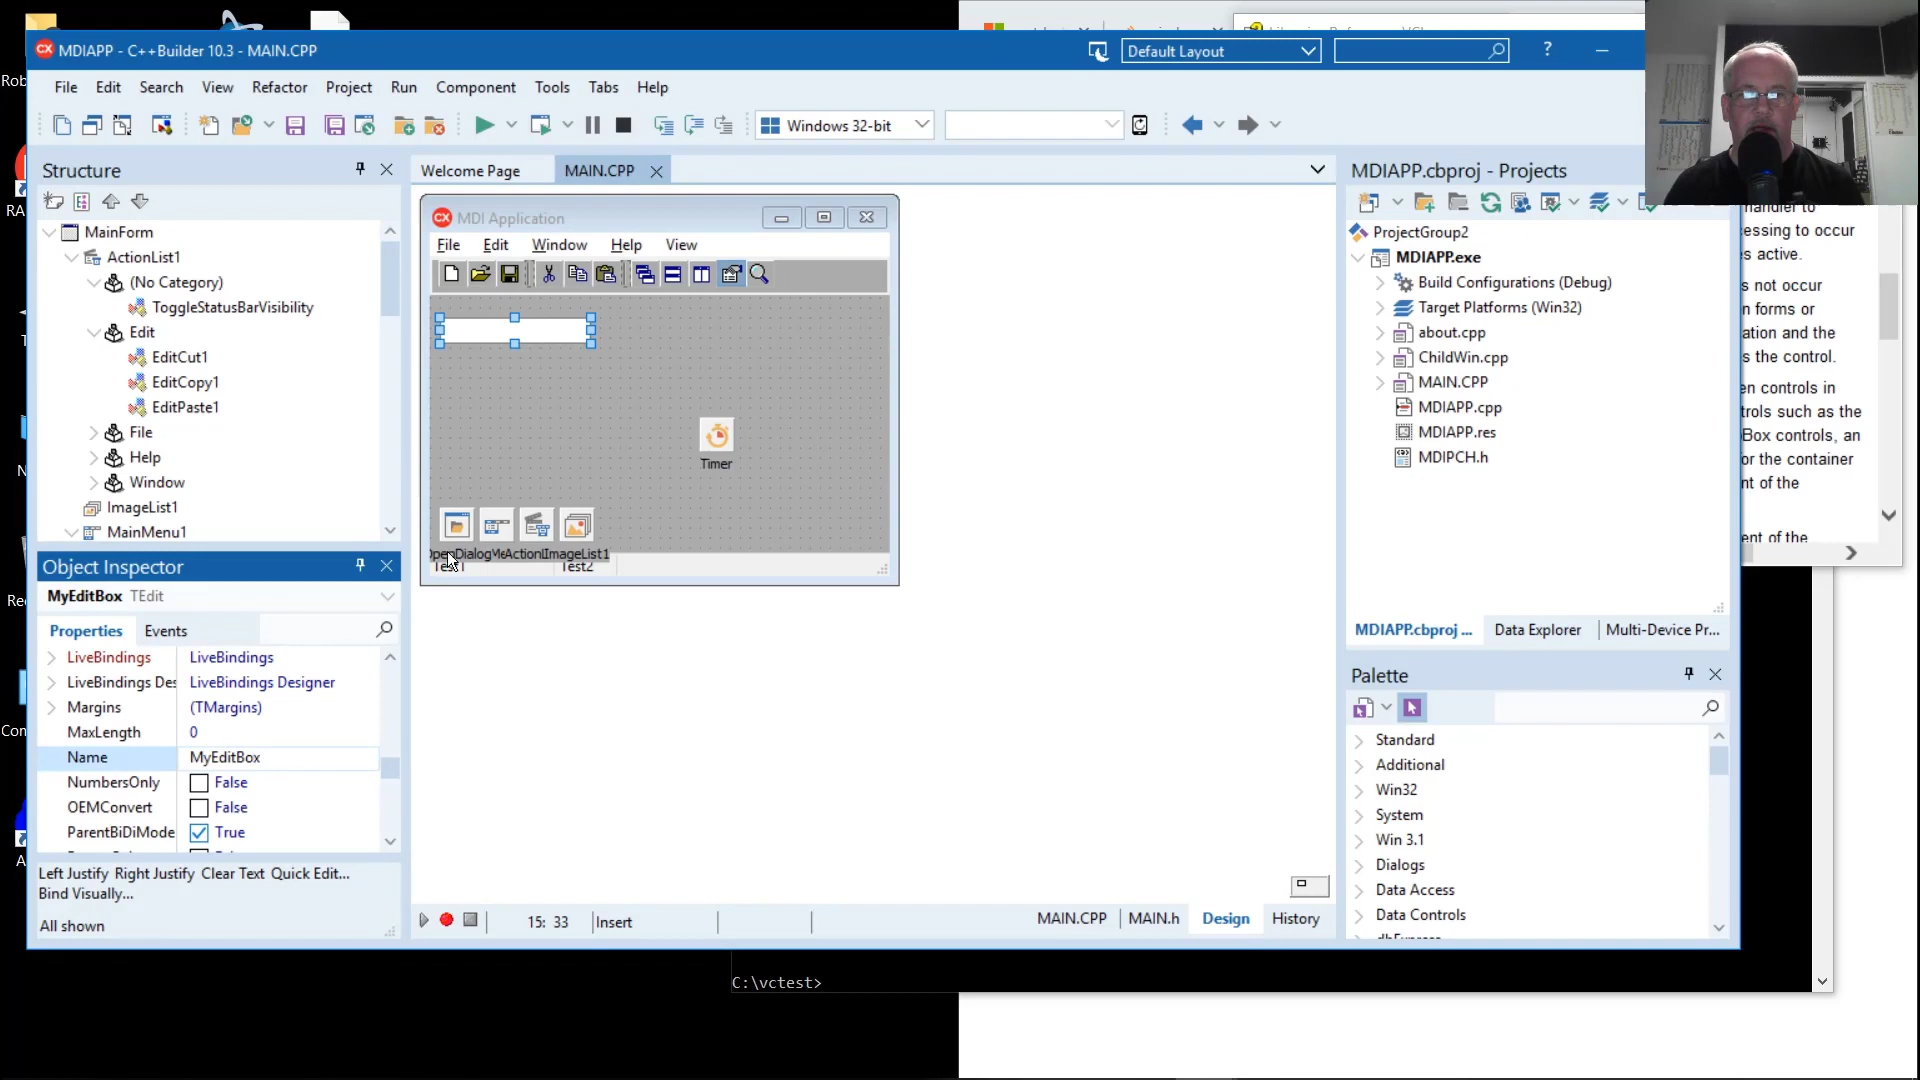 MDIAPP - C++Builder 10.3 - MAIN.CPP
Default Layout
?
File Edit Search View Refactor Project Run Component Tools Tabs Help
Windows 32-bit
Structure
MainForm
ActionList1
(No Category)
ToggleStatusBarVisibility
Edit
EditCut1
EditCopy1
EditPaste1
File
Help
Window
ImageList1
MainMenu1
Object Inspector
MyEditBox TEdit
Properties Events
LiveBindings LiveBindings
LiveBindings Des LiveBindings Designer
Margins (TMargins)
MaxLength 0
Name MyEditBox
NumbersOnly False
OEMConvert False
ParentBiDiMode True
Left Justify Right Justify Clear Text Quick Edit...
Bind Visually...
All shown
Welcome Page MAIN.CPP
MDI Application
File Edit Window Help View
Timer
ImageList1
Test2
15: 33 Insert
MAIN.CPP MAIN.h Design History
MDIAPP.cbproj - Projects
ProjectGroup2
MDIAPP.exe
Build Configurations (Debug)
Target Platforms (Win32)
about.cpp
ChildWin.cpp
MAIN.CPP
MDIAPP.cpp
MDIAPP.res
MDIPCH.h
MDIAPP.cbproj ... Data Explorer Multi-Device Pr...
Palette
Standard
Additional
Win32
System
Win 3.1
Dialogs
Data Access
Data Controls
handler to
essing to occur
s active.
s not occur
n forms or
ation and the
s the control.
en controls in
trols such as the
Box controls, an
or the container
nt of the
ent of the
C:\vctest>